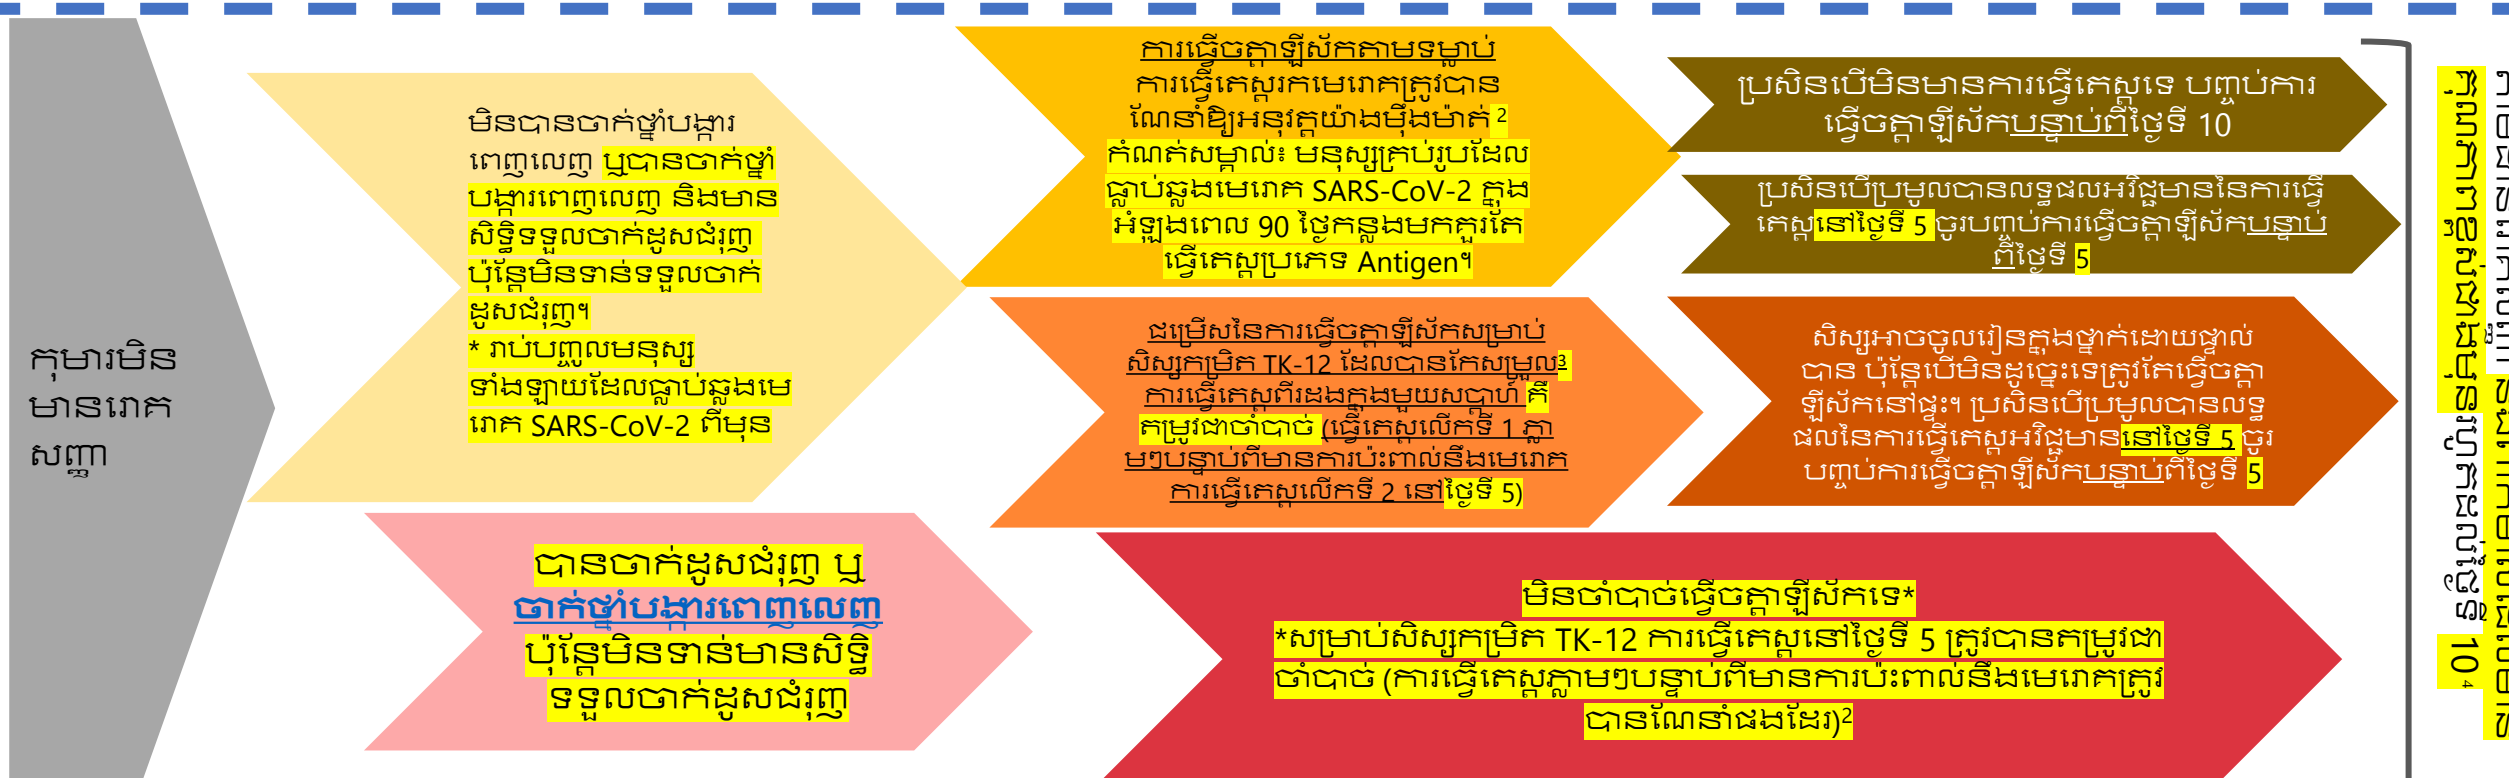 កុមារមិន
មានរោគ
សញ្ញា
មិនបានចាក់ថ្នាំបង្ការ
ពេញលេញ ឬបានចាក់ថ្នាំ
បង្ការពេញលេញ និងមាន
សិទ្ធិទទួលចាក់ដូសជំរុញ
ប៉ុន្តែមិនទាន់ទទួលចាក់
ដូសជំរុញ។
* រាប់បញ្ចូលមនុស្ស
ទាំងឡាយដែលធ្លាប់ឆ្លងមេ
រោគ SARS-CoV-2 ពីមុន
ការធ្វើចត្តាឡីស័កតាមទម្លាប់
ការធ្វើតេស្តរកមេរោគត្រូវបាន
ណែនាំឱ្យអនុវត្តយ៉ាងម៉ឺងម៉ាត់ 2
កំណត់សម្គាល់៖ មនុស្សគ្រប់រូបដែល
ធ្លាប់ឆ្លងមេរោគ SARS-CoV-2 ក្នុង
អំឡុងពេល 90 ថ្ងៃកន្លងមកគួរតែ
ធ្វើតេស្តប្រភេទ Antigen។
ប្រសិនបើមិនមានការធ្វើតេស្តទេ បញ្ចប់ការ
ធ្វើចត្តាឡីស័កបន្ទាប់ពីថ្ងៃទី 10
ប្រសិនបើប្រមូលបានលទ្ធផលអវិជ្ជមាននៃការធ្វើ
តេស្តនៅថ្ងៃទី 5 ចូរបញ្ចប់ការធ្វើចត្តាឡីស័កបន្ទាប់
ពីថ្ងៃទី 5
ជម្រើសនៃការធ្វើចត្តាឡីស័កសម្រាប់
សិស្សកម្រិត TK-12 ដែលបានកែសម្រួល3
ការធ្វើតេស្តពីរដងក្នុងមួយសប្តាហ៍ គឺ
តម្រូវជាចាំបាច់ (ធ្វើតេស្តលើកទី 1 ភ្លា
មៗបន្ទាប់ពីមានការប៉ះពាល់នឹងមេរោគ
ការធ្វើតេស្តលើកទី 2 នៅថ្ងៃទី 5)
សិស្សអាចចូលរៀនក្នុងថ្នាក់ដោយផ្ទាល់
បាន ប៉ុន្តែបើមិនដូច្នេះទេត្រូវតែធ្វើចត្តា
ឡីស័កនៅផ្ទះ។ ប្រសិនបើប្រមូលបានលទ្ធ
ផលនៃការធ្វើតេស្តអវិជ្ជមាននៅថ្ងៃទី 5 ចូរ
បញ្ចប់ការធ្វើចត្តាឡីស័កបន្ទាប់ពីថ្ងៃទី 5
បានចាក់ដូសជំរុញ ឬ
ចាក់ថ្នាំបង្ការពេញលេញ
ប៉ុន្តែមិនទាន់មានសិទ្ធិ
ទទួលចាក់ដូសជំរុញ
មិនចាំបាច់ធ្វើចត្តាឡីស័កទេ*
*សម្រាប់សិស្សកម្រិត TK-12 ការធ្វើតេស្តនៅថ្ងៃទី 5 ត្រូវបានតម្រូវជា
ចាំបាច់ (ការធ្វើតេស្តភ្លាមៗបន្ទាប់ពីមានការប៉ះពាល់នឹងមេរោគត្រូវ
បានណែនាំផងដែរ)2
គុណភាពខ្ពស់ជាងមុនរហូតដល់ថ្ងៃទី 10 4